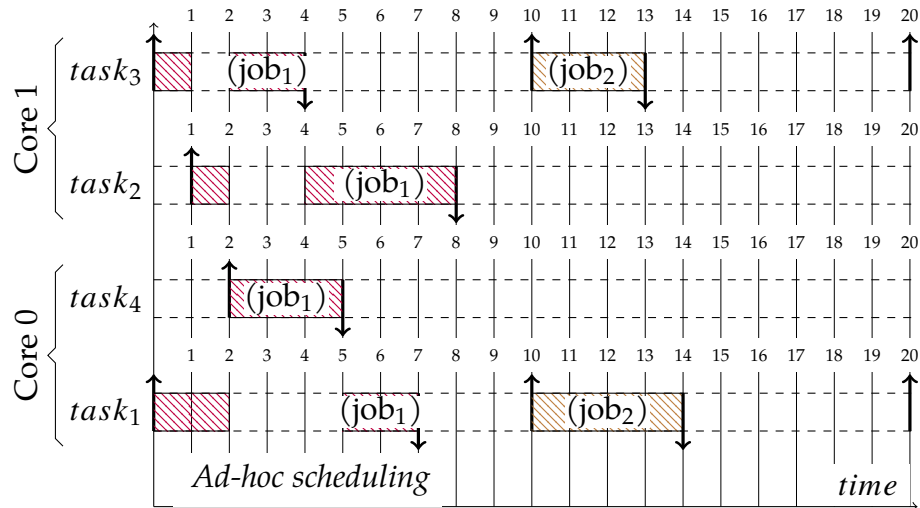 1 2 3 4 5 6 7 8 10 11 12 13 14 15 16 17 18 19 20
Core 1
task₃ (job₁) (job₂)
1 2 3 4 5 6 7 8 10 11 12 13 14 15 16 17 18 19 20
task₂ (job₁)
1 2 3 4 5 6 7 8 10 11 12 13 14 15 16 17 18 19 20
Core 0
task₄ (job₁)
1 2 3 4 5 6 7 8 10 11 12 13 14 15 16 17 18 19 20
task₁ (job₁) (job₂)
Ad-hoc scheduling time